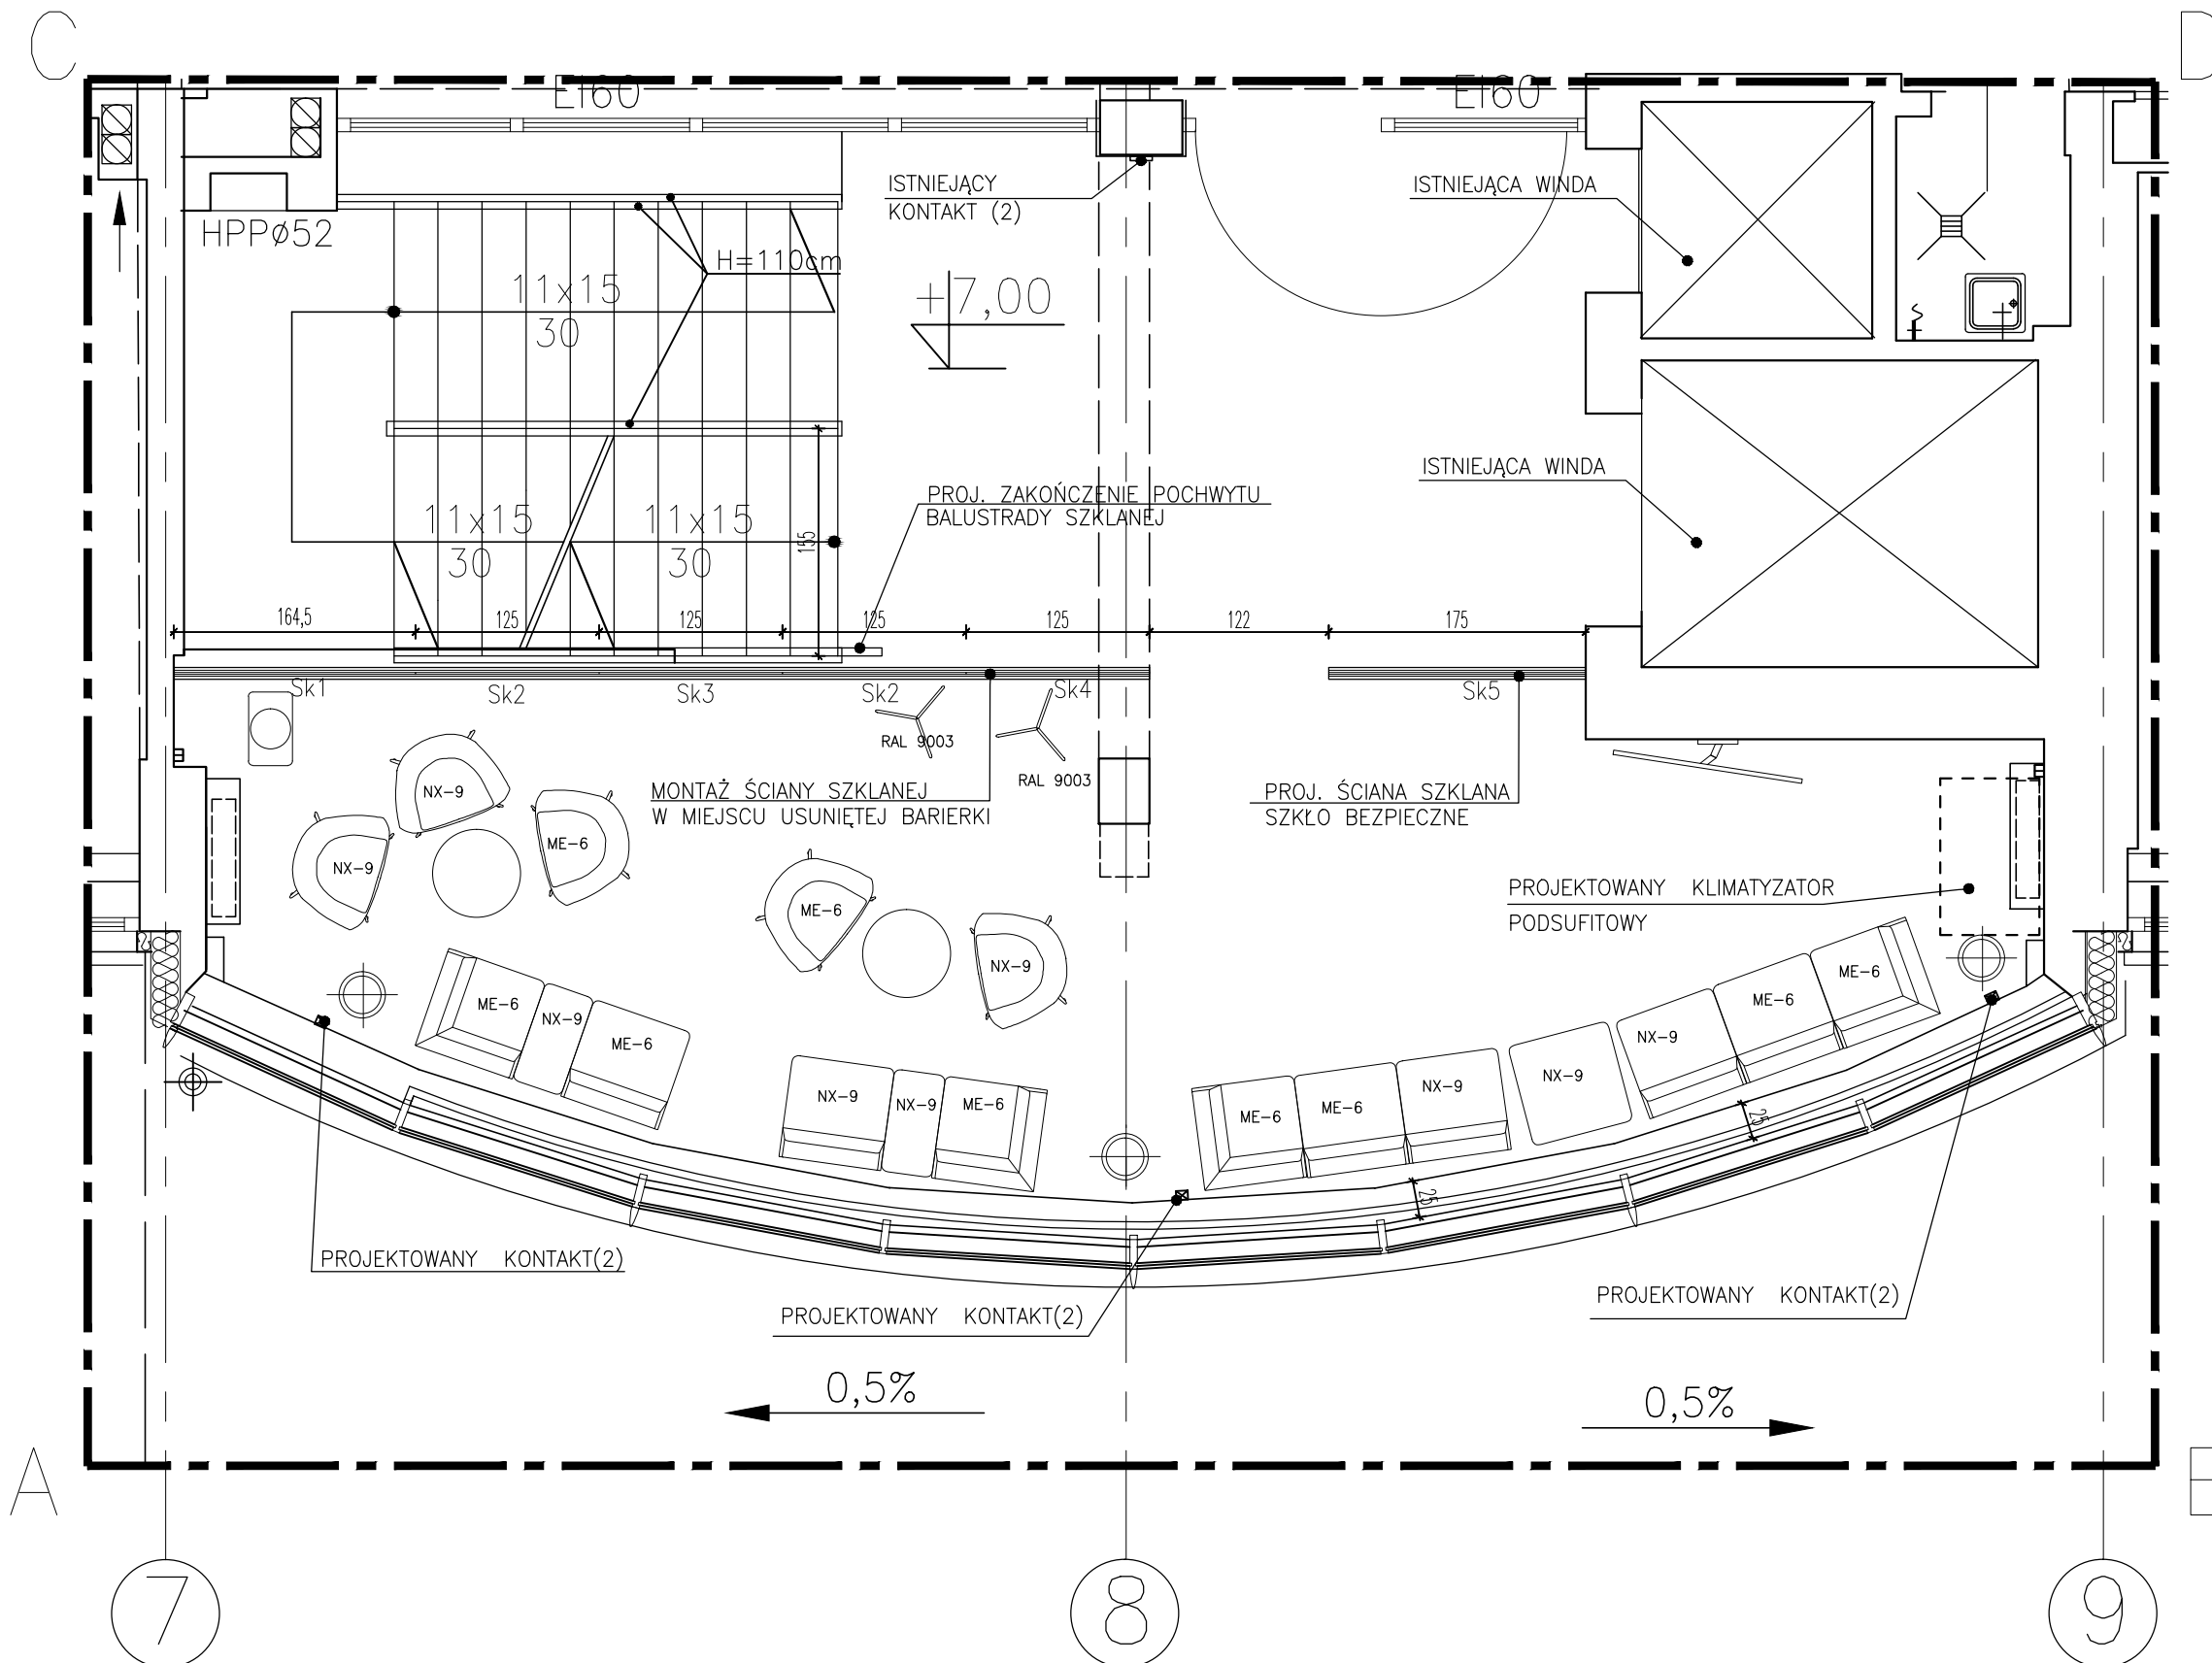 C
D
EI60
EI60
ISTNIEJĄCY
KONTAKT (2)
ISTNIEJĄCA WINDA
HPPø52
H=110cm
11x15
30
+7,00
ISTNIEJĄCA WINDA
PROJ. ZAKOŃCZENIE POCHWYTU
BALUSTRADY SZKLANEJ
11x15
30
11x15
30
155
164,5
125
125
125
125
122
175
Sk1
Sk2
Sk3
Sk2
Sk4
Sk5
RAL 9003
RAL 9003
MONTAŻ ŚCIANY SZKLANEJ
W MIEJSCU USUNIĘTEJ BARIERKI
PROJ. ŚCIANA SZKLANA
SZKŁO BEZPIECZNE
NX-9
ME-6
NX-9
ME-6
NX-9
PROJEKTOWANY KLIMATYZATOR
PODSUFITOWY
ME-6
NX-9
ME-6
NX-9
NX-9
ME-6
ME-6
ME-6
NX-9
NX-9
NX-9
ME-6
ME-6
25
25
PROJEKTOWANY KONTAKT(2)
PROJEKTOWANY KONTAKT(2)
PROJEKTOWANY KONTAKT(2)
0,5%
0,5%
A
7
8
9